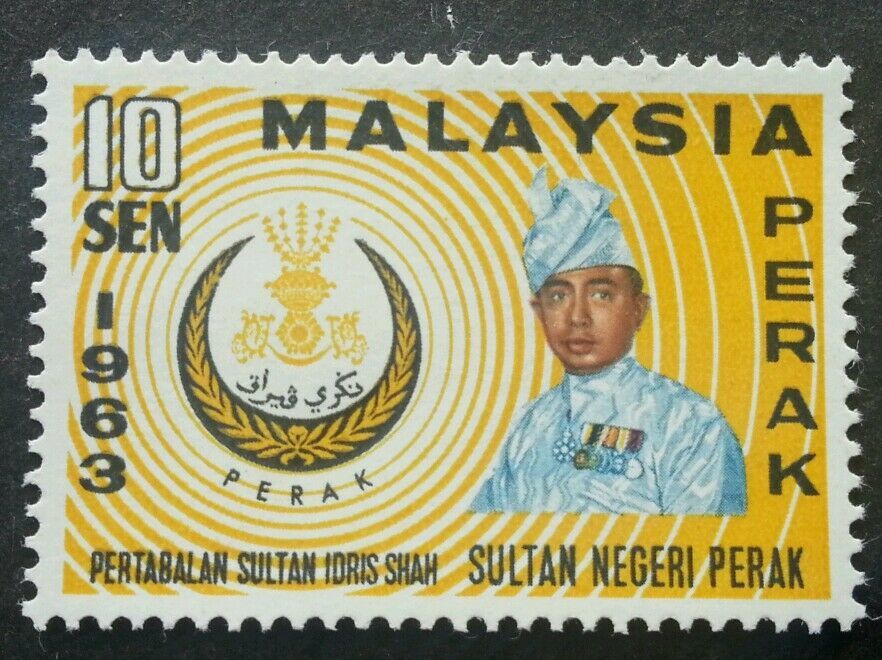 10
SEN
1963
MALAYSIA
PERAK
نكري ڤيراق
PERAK
PERTABALAN SULTAN IDRIS SHAH
SULTAN NEGERI PERAK